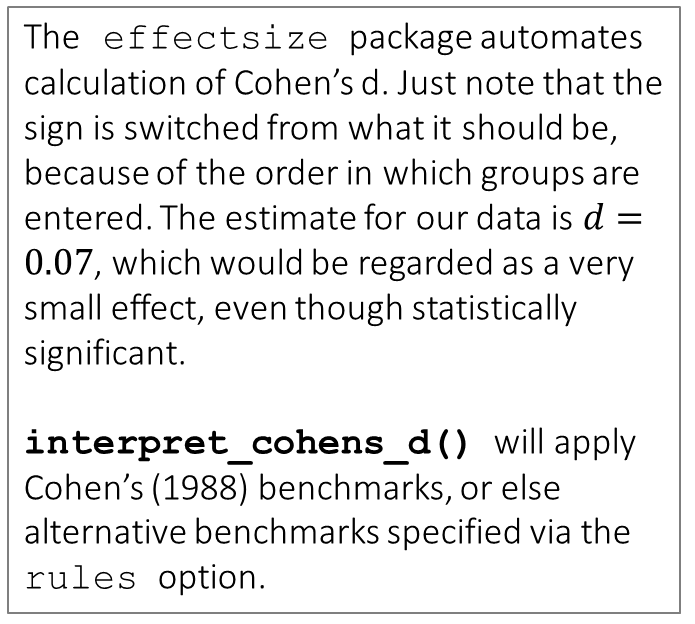 The effectsize package automates
calculation of Cohen’s d. Just note that the
sign is switched from what it should be,
because of the order in which groups are
entered. The estimate for our data is 𝑑 =
0.07, which would be regarded as a very
small effect, even though statistically
significant.
interpret_cohens_d() will apply
Cohen’s (1988) benchmarks, or else
alternative benchmarks specified via the
rules option.